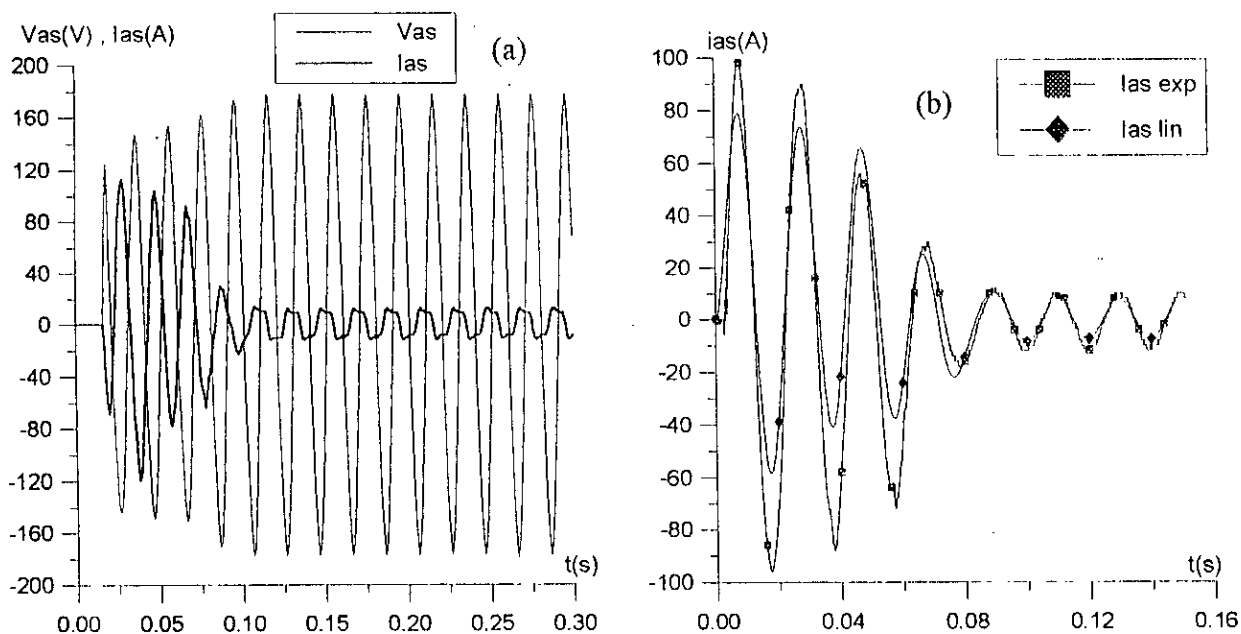 Vas(V) , Ias(A)
Vas
Ias
(a)
200
160
120
80
40
0
-40
-80
-120
-160
-200
0.00 0.05 0.10 0.15 0.20 0.25 0.30
t(s)
ias(A)
Ias exp
Ias lin
(b)
100
80
60
40
20
0
-20
-40
-60
-80
-100
0.00 0.04 0.08 0.12 0.16
t(s)